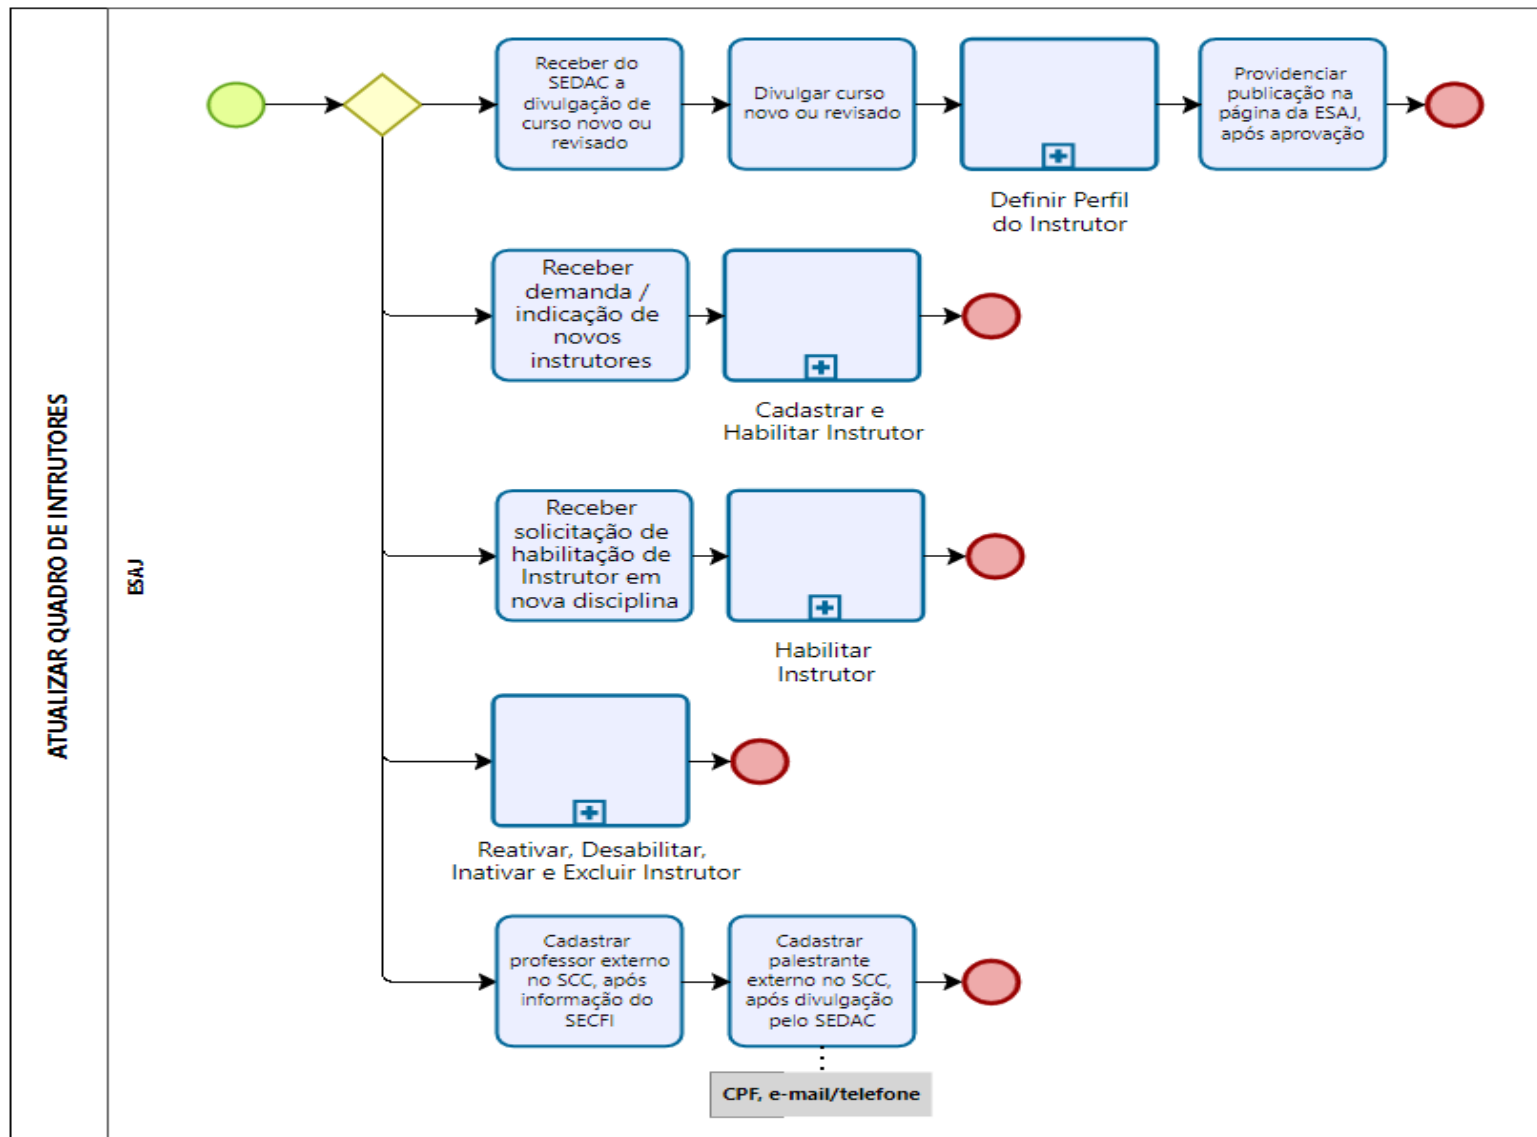 ATUALIZAR QUADRO DE INTRUTORES
ESAJ
Receber do
SEDAC a
divulgação de
curso novo ou
revisado
Divulgar curso
novo ou revisado
Definir Perfil
do Instrutor
Providenciar
publicação na
página da ESAJ,
após aprovação
Receber
demanda /
indicação de
novos
instrutores
Cadastrar e
Habilitar Instrutor
Receber
solicitação de
habilitação de
Instrutor em
nova disciplina
Habilitar
Instrutor
Reativar, Desabilitar,
Inativar e Excluir Instrutor
Cadastrar
professor externo
no SCC, após
informação do
SECFI
Cadastrar
palestrante
externo no SCC,
após divulgação
pelo SEDAC
CPF, e-mail/telefone